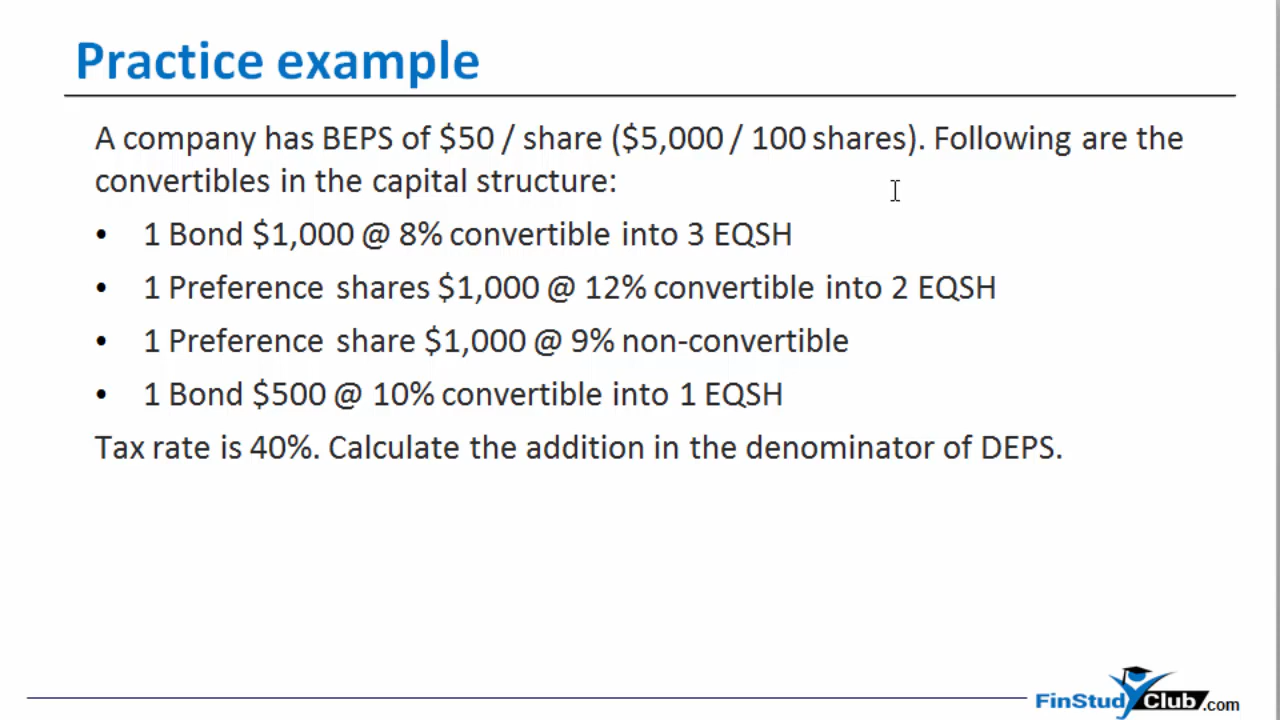 Practice example
A company has BEPS of $50 / share ($5,000 / 100 shares). Following are the
convertibles in the capital structure:
• 1 Bond $1,000 @ 8% convertible into 3 EQSH
• 1 Preference shares $1,000 @ 12% convertible into 2 EQSH
• 1 Preference share $1,000 @ 9% non-convertible
• 1 Bond $500 @ 10% convertible into 1 EQSH
Tax rate is 40%. Calculate the addition in the denominator of DEPS.
FinStudyClub.com